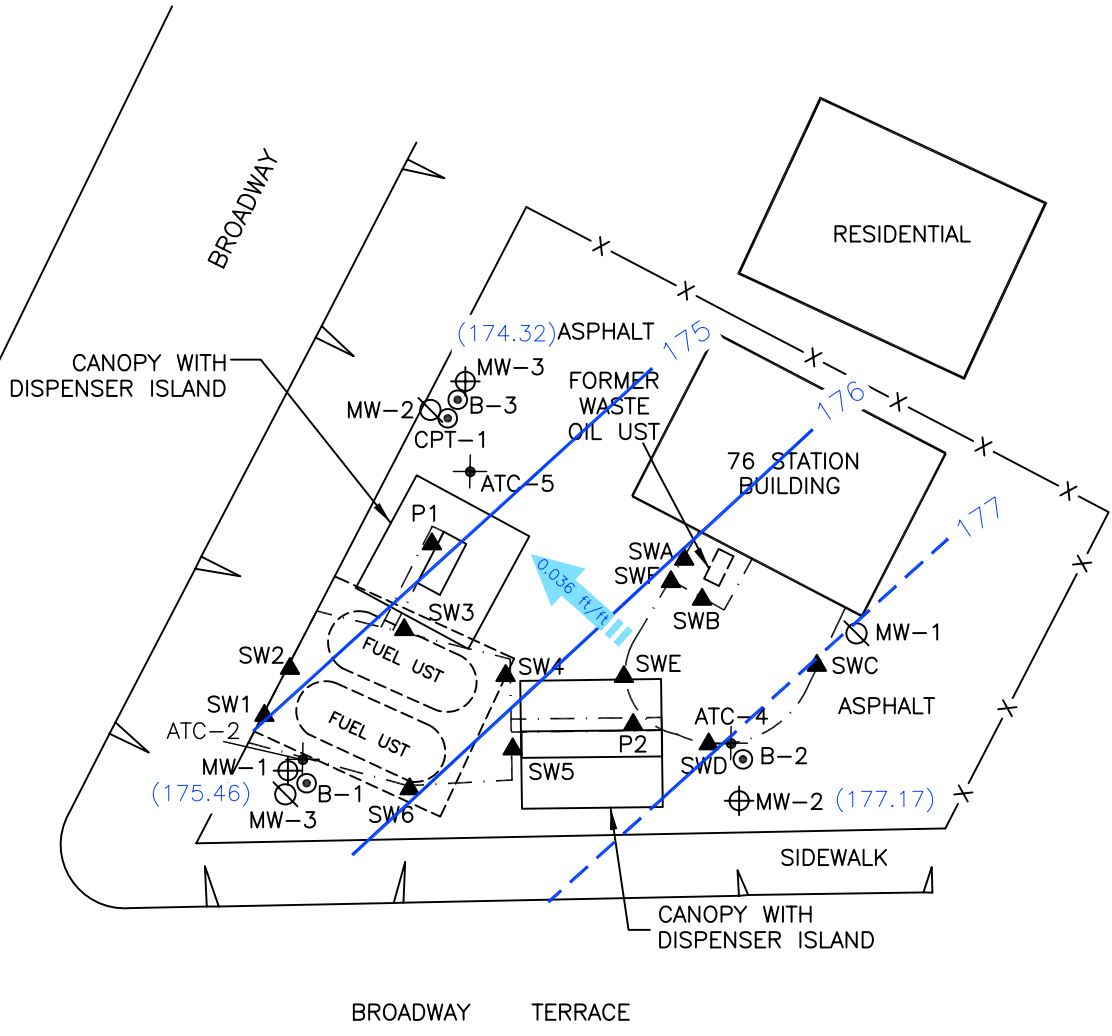 BROADWAY
RESIDENTIAL
(174.32)
ASPHALT
175
CANOPY WITH
DISPENSER ISLAND
MW-3
FORMER
WASTE
OIL UST
176
MW-2
B-3
CPT-1
76 STATION
BUILDING
ATC-5
177
P1
SWA
SWF
0.036 ft/ft
SWB
SW3
MW-1
FUEL UST
SW2
SW4
SWE
SWC
SW1
FUEL UST
ATC-4
ASPHALT
ATC-2
P2
SWD
B-2
MW-1
SW5
(175.46)
B-1
MW-2
(177.17)
MW-3
SW6
SIDEWALK
CANOPY WITH
DISPENSER ISLAND
BROADWAY TERRACE